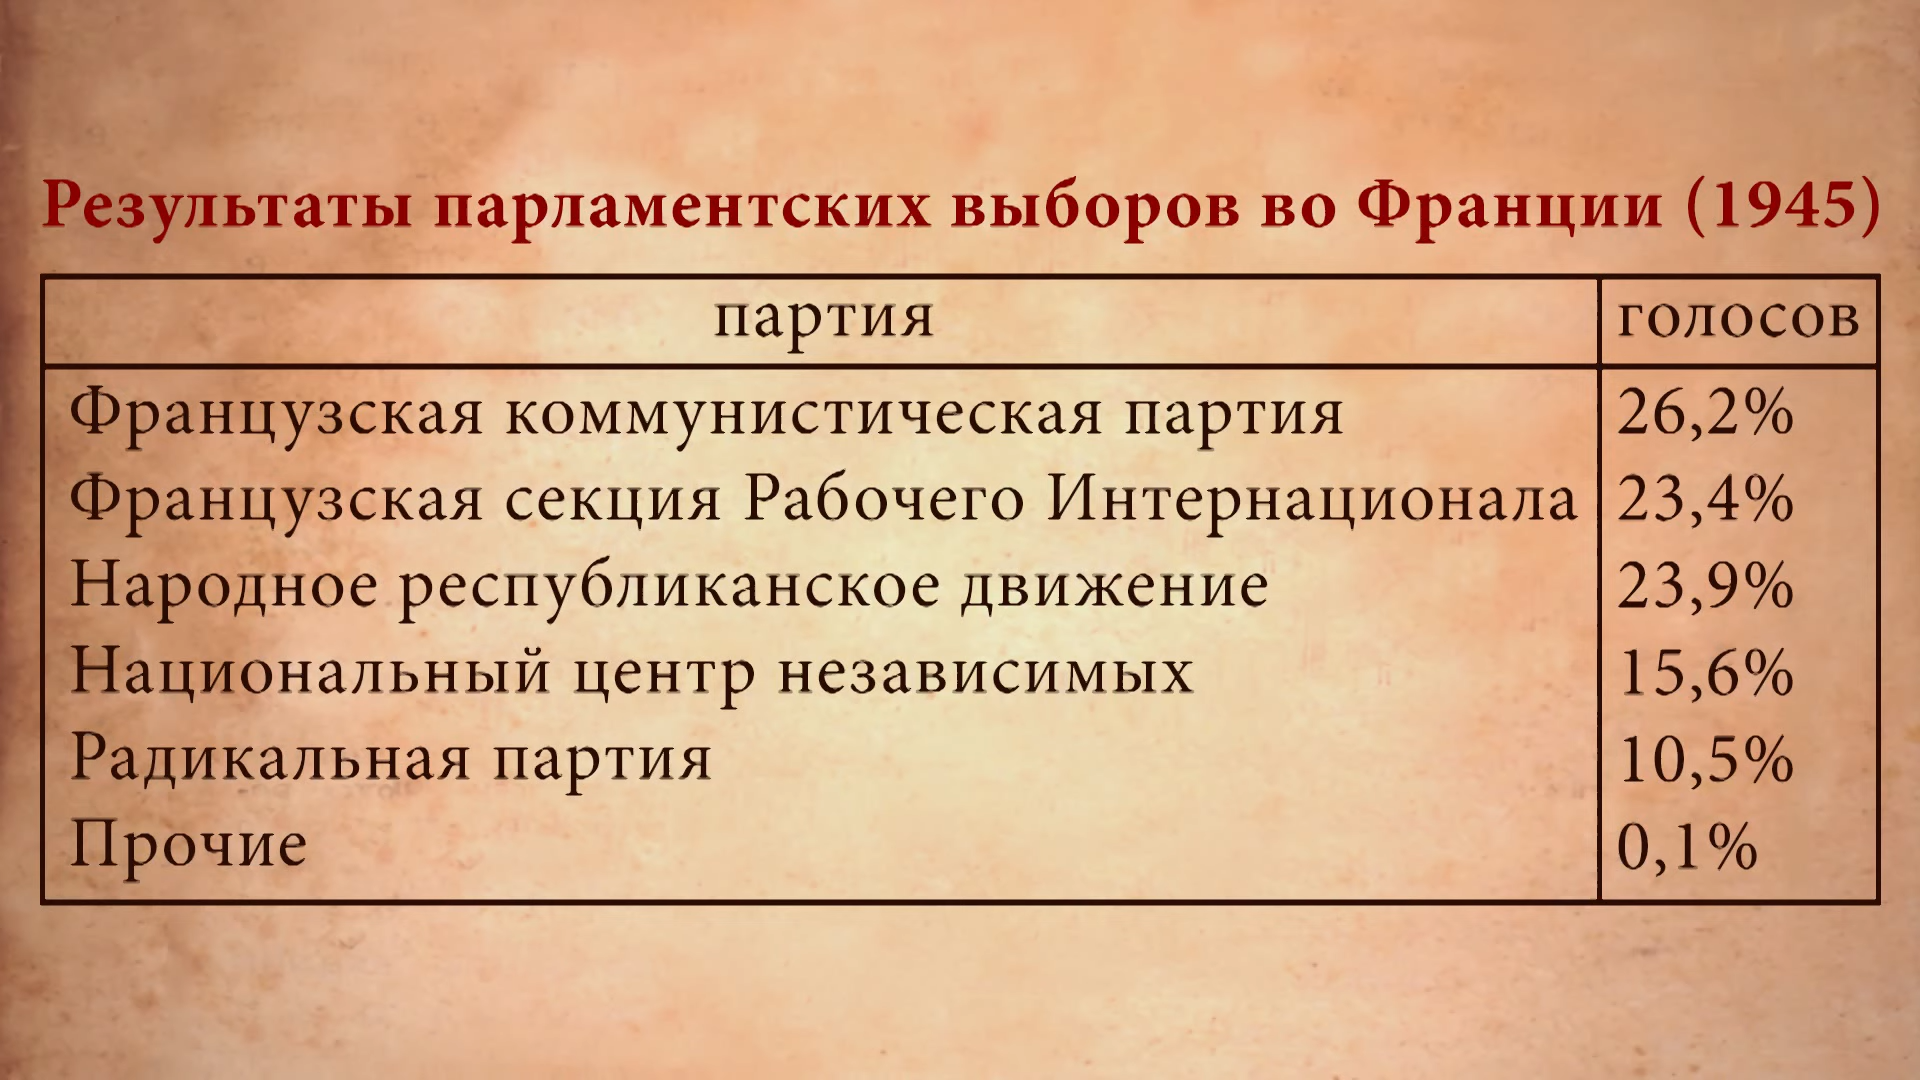 Результаты парламентских выборов во Франции (1945)
партия голосов
Французская коммунистическая партия 26,2%
Французская секция Рабочего Интернационала 23,4%
Народное республиканское движение 23,9%
Национальный центр независимых 15,6%
Радикальная партия 10,5%
Прочие 0,1%